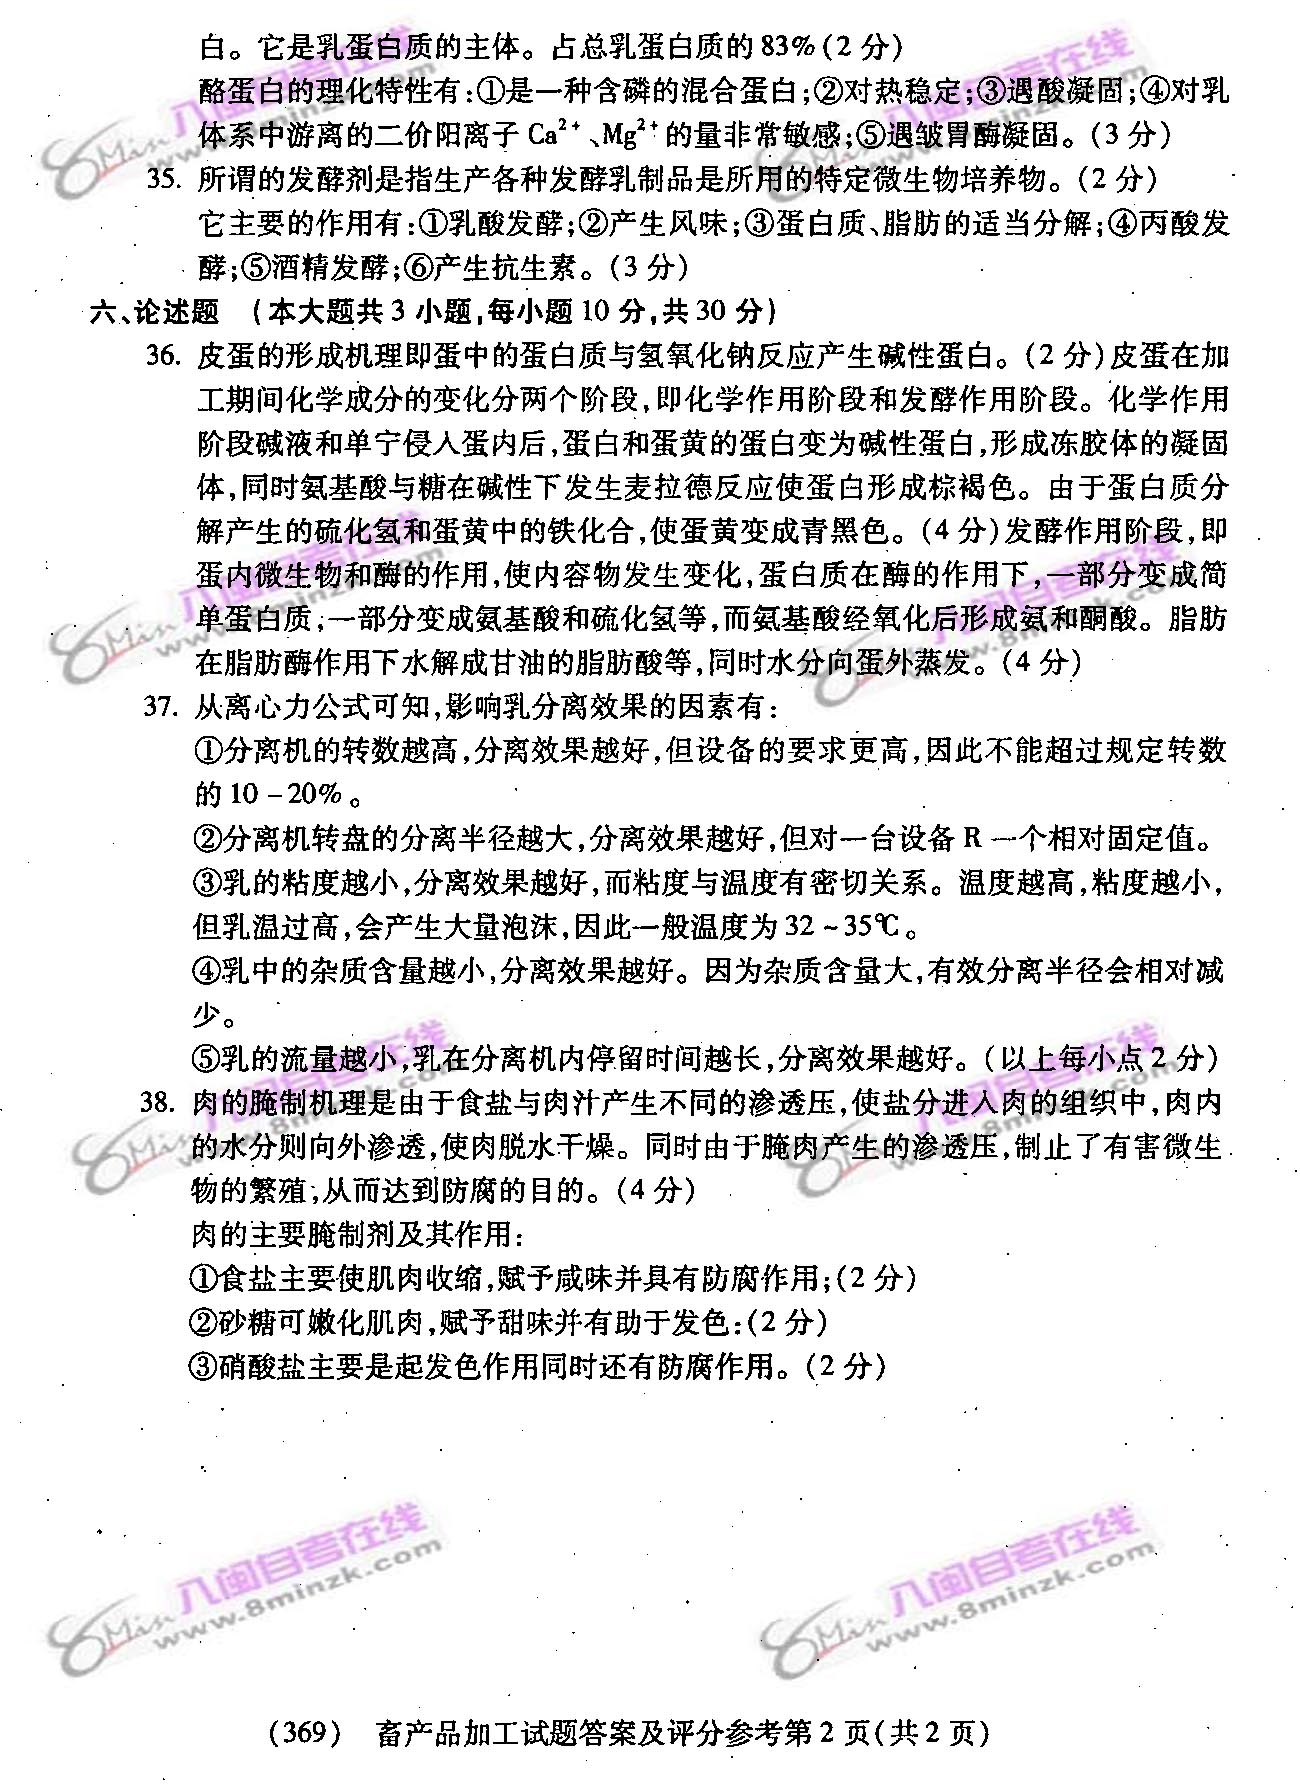 白。它是乳蛋白质的主体。占总乳蛋白质的83%(2分)
酪蛋白的理化特性有:①是一种含磷的混合蛋白;②对热稳定;③遇酸凝固;④对乳
体系中游离的二价阳离子Ca²⁺、Mg²⁺的量非常敏感;⑤遇皱胃酶凝固。(3分)
35. 所谓的发酵剂是指生产各种发酵乳制品是所用的特定微生物培养物。(2分)
它主要的作用有:①乳酸发酵;②产生风味;③蛋白质、脂肪的适当分解;④丙酸发
酵;⑤酒精发酵;⑥产生抗生素。(3分)
六、论述题 (本大题共3小题,每小题10分,共30分)
36. 皮蛋的形成机理即蛋中的蛋白质与氢氧化钠反应产生碱性蛋白。(2分)皮蛋在加
工期间化学成分的变化分两个阶段,即化学作用阶段和发酵作用阶段。化学作用
阶段碱液和单宁侵入蛋内后,蛋白和蛋黄的蛋白变为碱性蛋白,形成冻胶体的凝固
体,同时氨基酸与糖在碱性下发生麦拉德反应使蛋白形成棕褐色。由于蛋白质分
解产生的硫化氢和蛋黄中的铁化合,使蛋黄变成青黑色。(4分)发酵作用阶段,即
蛋内微生物和酶的作用,使内容物发生变化,蛋白质在酶的作用下,一部分变成简
单蛋白质;一部分变成氨基酸和硫化氢等,而氨基酸经氧化后形成氨和酮酸。脂肪
在脂肪酶作用下水解成甘油的脂肪酸等,同时水分向蛋外蒸发。(4分)
37. 从离心力公式可知,影响乳分离效果的因素有:
①分离机的转数越高,分离效果越好,但设备的要求更高,因此不能超过规定转数
的10-20%。
②分离机转盘的分离半径越大,分离效果越好,但对一台设备R一个相对固定值。
③乳的粘度越小,分离效果越好,而粘度与温度有密切关系。温度越高,粘度越小,
但乳温过高,会产生大量泡沫,因此一般温度为32~35℃。
④乳中的杂质含量越小,分离效果越好。因为杂质含量大,有效分离半径会相对减
少。
⑤乳的流量越小,乳在分离机内停留时间越长,分离效果越好。(以上每小点2分)
38. 肉的腌制机理是由于食盐与肉汁产生不同的渗透压,使盐分进入肉的组织中,肉内
的水分则向外渗透,使肉脱水干燥。同时由于腌肉产生的渗透压,制止了有害微生
物的繁殖,从而达到防腐的目的。(4分)
肉的主要腌制剂及其作用:
①食盐主要使肌肉收缩,赋予咸味并具有防腐作用;(2分)
②砂糖可嫩化肌肉,赋予甜味并有助于发色:(2分)
③硝酸盐主要是起发色作用同时还有防腐作用。(2分)
八闽自考在线
8Min www.8minzk.com
八闽自考在线
8Min www.8minzk.com
(369) 畜产品加工试题答案及评分参考第2页(共2页)